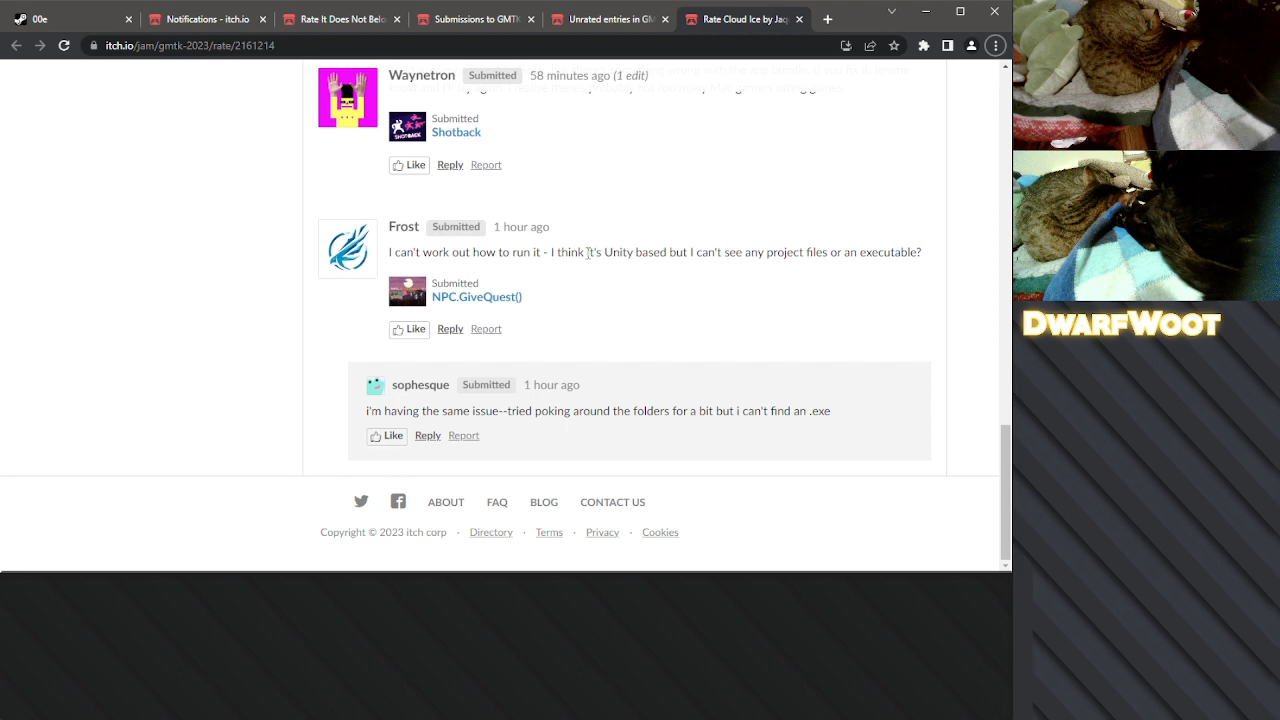 00e
Notifications - itch.io
Rate It Does Not Belo
Submissions to GMTK
Unrated entries in GM
Rate Cloud Ice by Jaq
itch.io/jam/gmtk-2023/rate/2161214
Waynetron Submitted 58 minutes ago (1 edit)
SHOTBACK
Submitted
Shotback
Like Reply Report
Frost Submitted 1 hour ago
I can't work out how to run it - I think it's Unity based but I can't see any project files or an executable?
Submitted
NPC.GiveQuest()
Like Reply Report
sophesque Submitted 1 hour ago
i'm having the same issue--tried poking around the folders for a bit but i can't find an .exe
Like Reply Report
ABOUT FAQ BLOG CONTACT US
Copyright © 2023 itch corp · Directory · Terms · Privacy · Cookies
DWARFWOOT